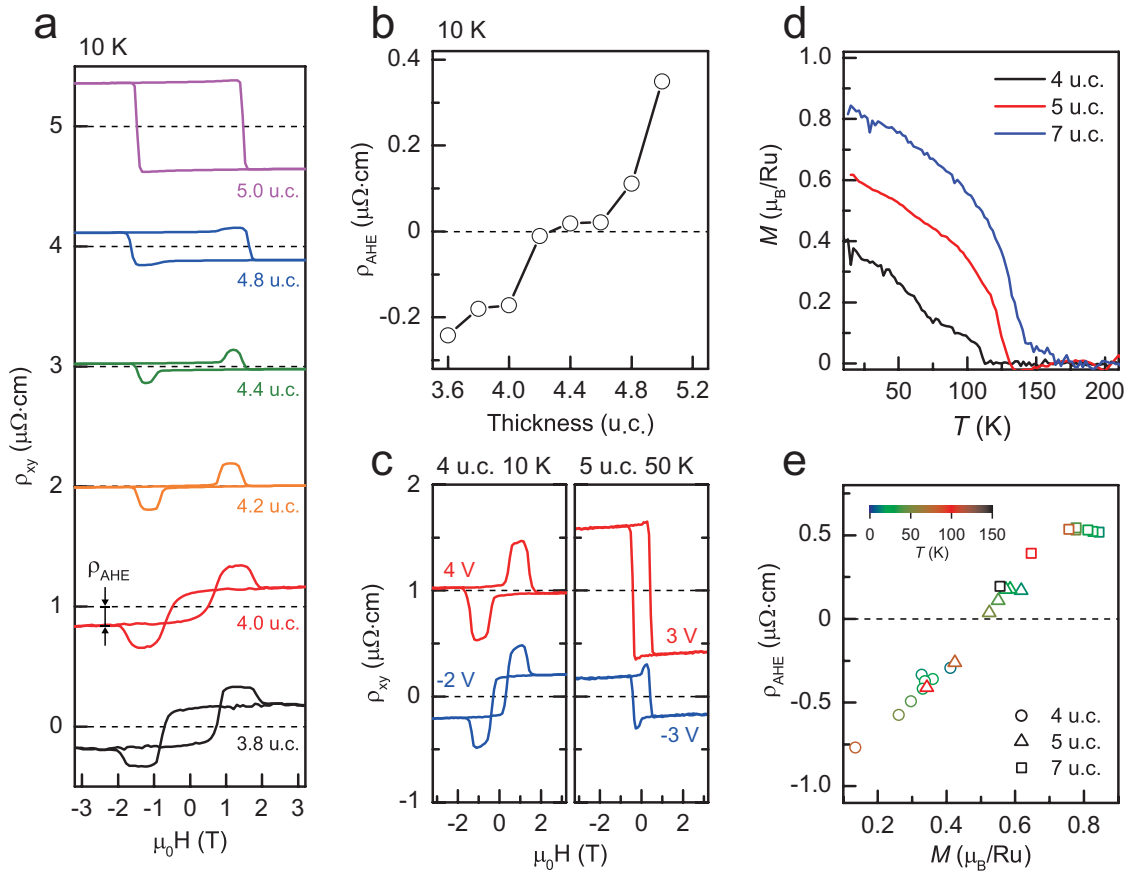 a
10 K
5
4
3
2
1
0
ρxy (μΩ·cm)
5.0 u.c.
4.8 u.c.
4.4 u.c.
4.2 u.c.
ρAHE
4.0 u.c.
3.8 u.c.
-3 -2 -1 0 1 2 3
μ0H (T)
b
10 K
0.4
0.2
0
-0.2
ρAHE (μΩ·cm)
3.6 4.0 4.4 4.8 5.2
Thickness (u.c.)
c
4 u.c. 10 K
5 u.c. 50 K
2
1
0
-1
ρxy (μΩ·cm)
4 V
-2 V
3 V
-3 V
-2 0 2
-2 0 2
μ0H (T)
d
1.0
0.8
0.6
0.4
0.2
0
M (μB/Ru)
4 u.c.
5 u.c.
7 u.c.
50 100 150 200
T (K)
e
0.5
0
-0.5
-1.0
ρAHE (μΩ·cm)
0 50 100 150
T (K)
4 u.c.
5 u.c.
7 u.c.
0.2 0.4 0.6 0.8
M (μB/Ru)